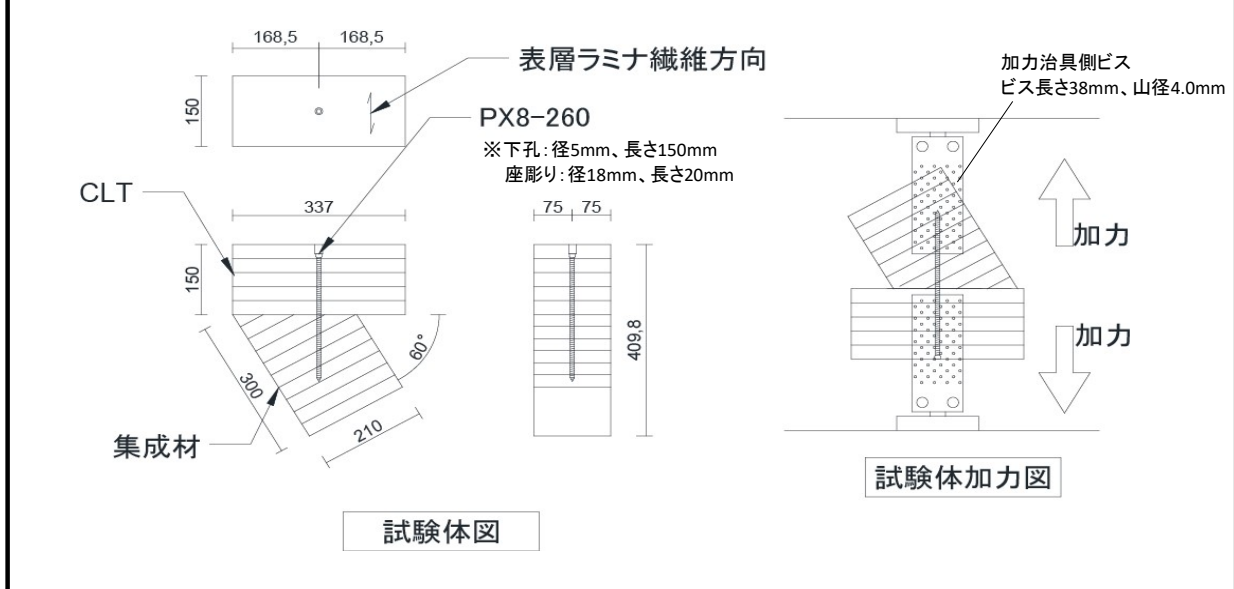 168,5
168,5
表層ラミナ繊維方向
150
PX8-260
※下孔:径5mm、長さ150mm
座彫り:径18mm、長さ20mm
CLT
337
75
75
150
60°
409,8
300
210
集成材
試験体図
加力治具側ビス
ビス長さ38mm、山径4.0mm
加力
加力
試験体加力図